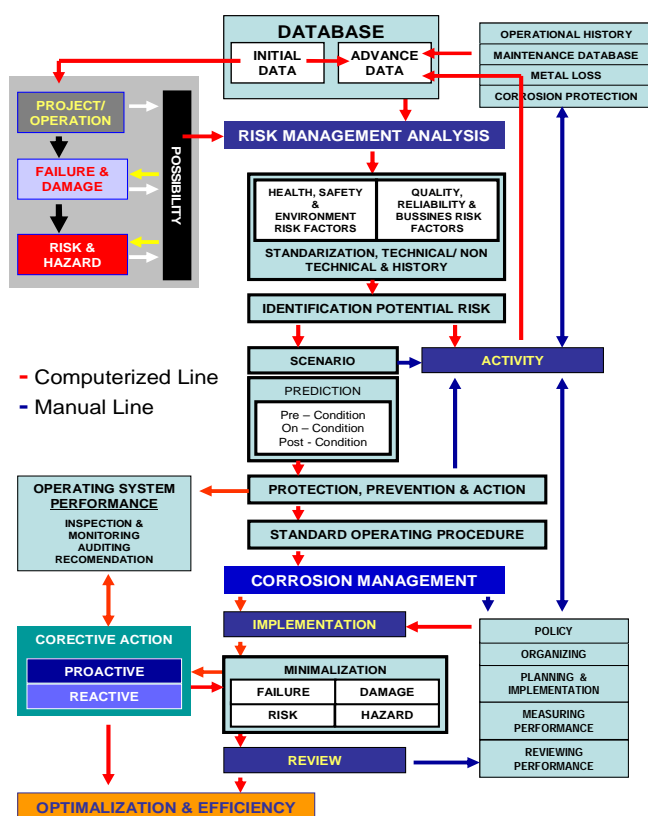 DATABASE
INITIAL
DATA
ADVANCE
DATA
OPERATIONAL HISTORY
MAINTENANCE DATABASE
METAL LOSS
CORROSION PROTECTION
PROJECT/
OPERATION
FAILURE &
DAMAGE
RISK &
HAZARD
POSSIBILITY
RISK MANAGEMENT ANALYSIS
HEALTH, SAFETY
&
ENVIRONMENT
RISK FACTORS
QUALITY,
RELIABILITY &
BUSSINES RISK
FACTORS
STANDARIZATION, TECHNICAL/ NON
TECHNICAL & HISTORY
IDENTIFICATION POTENTIAL RISK
SCENARIO
ACTIVITY
- Computerized Line
- Manual Line
PREDICTION
Pre – Condition
On – Condition
Post - Condition
OPERATING SYSTEM
PERFORMANCE
INSPECTION &
MONITORING
AUDITING
RECOMENDATION
PROTECTION, PREVENTION & ACTION
STANDARD OPERATING PROCEDURE
CORROSION MANAGEMENT
IMPLEMENTATION
CORECTIVE ACTION
PROACTIVE
REACTIVE
MINIMALIZATION
FAILURE
DAMAGE
RISK
HAZARD
POLICY
ORGANIZING
PLANNING &
IMPLEMENTATION
MEASURING
PERFORMANCE
REVIEWING
PERFORMANCE
REVIEW
OPTIMALIZATION & EFFICIENCY